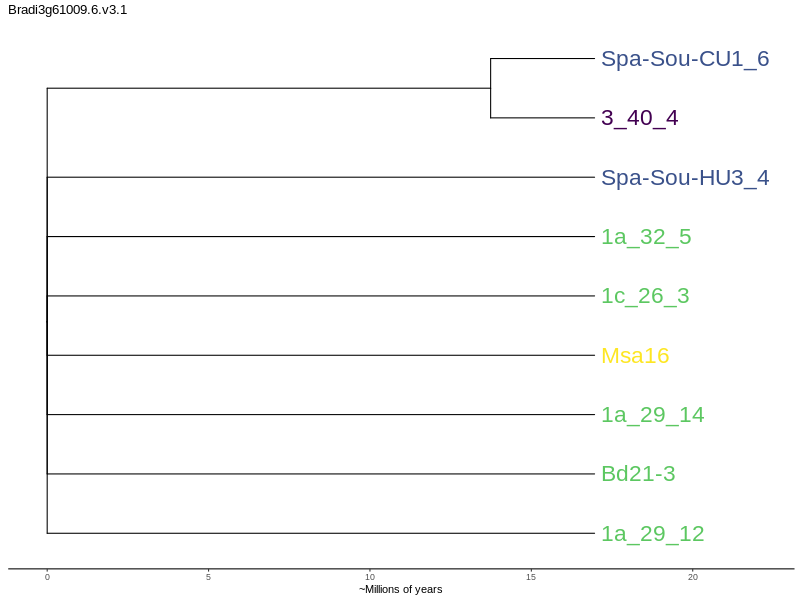 Bradi3g61009.6.v3.1
Spa-Sou-CU1_6
3_40_4
Spa-Sou-HU3_4
1a_32_5
1c_26_3
Msa16
1a_29_14
Bd21-3
1a_29_12
0 5 10 15 20
~Millions of years